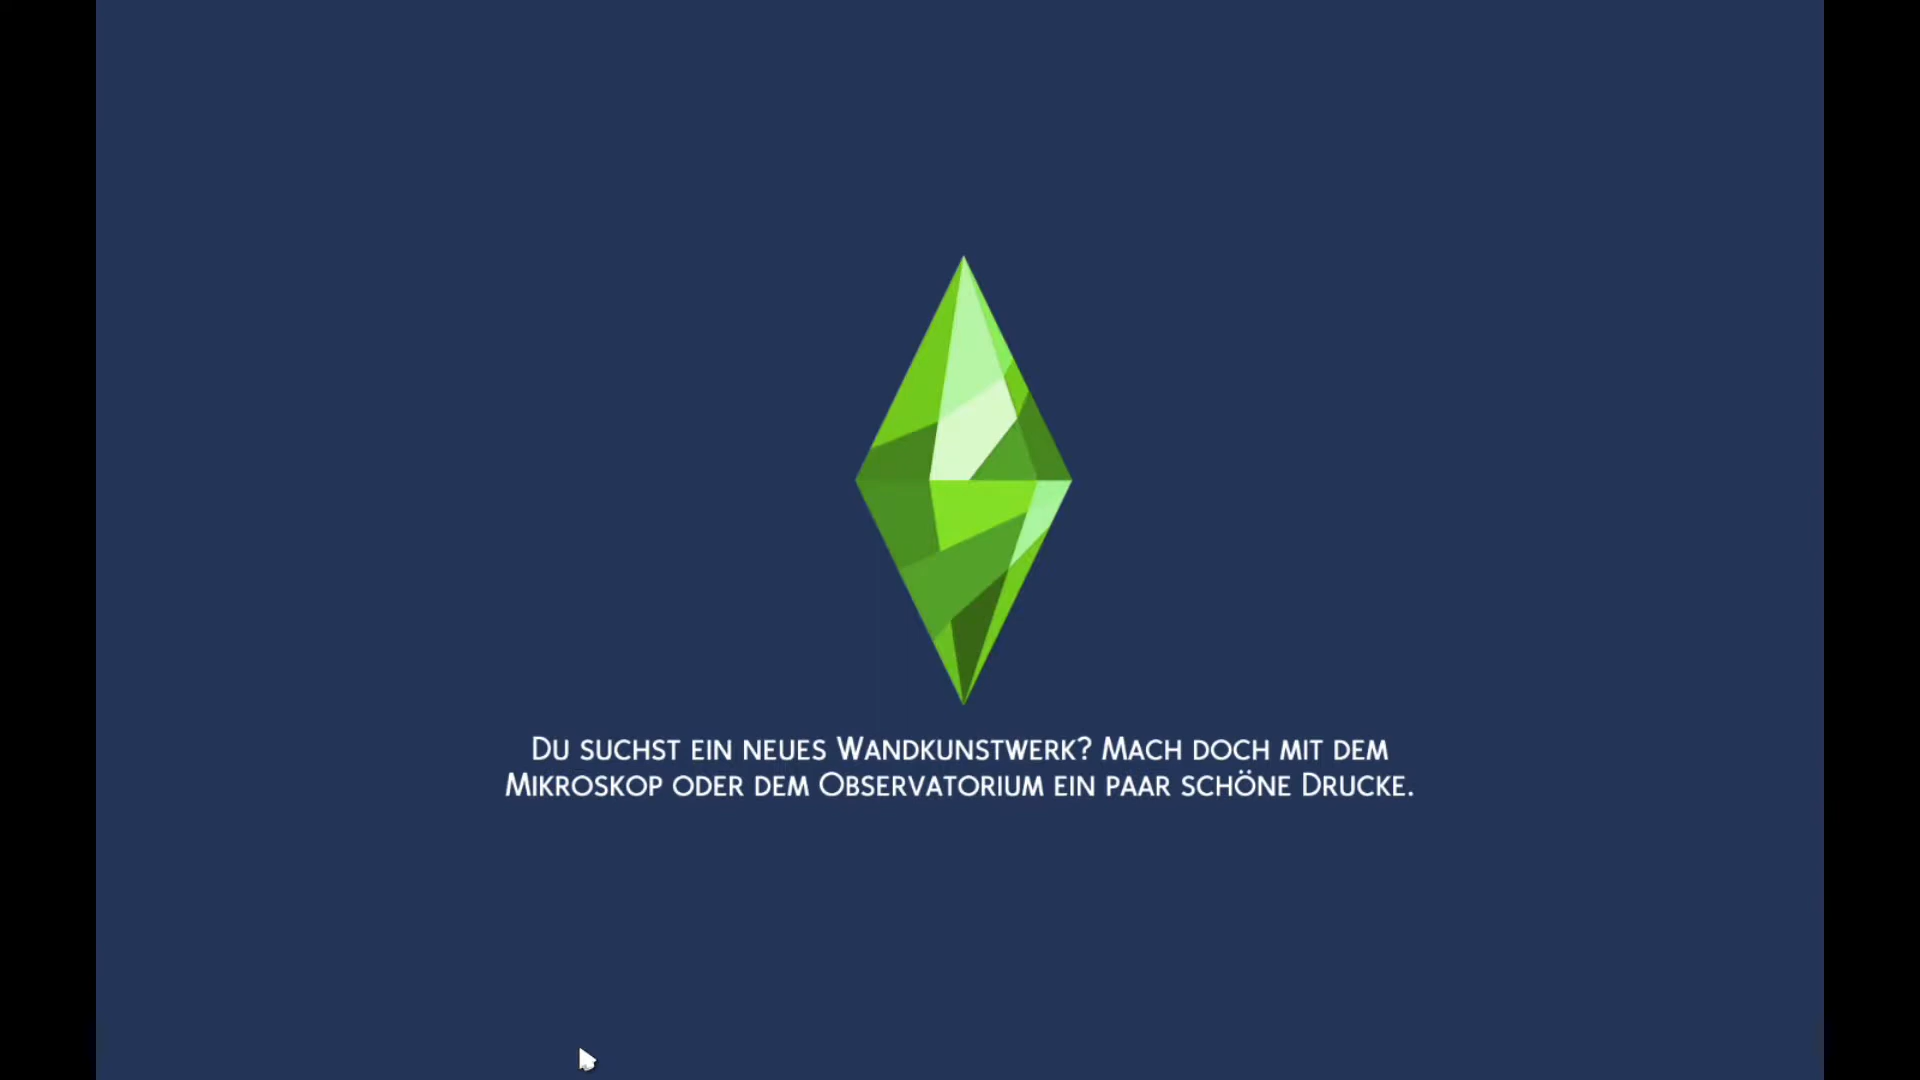 Du suchst ein neues Wandkunstwerk? Mach doch mit dem
Mikroskop oder dem Observatorium ein paar schöne Drucke.